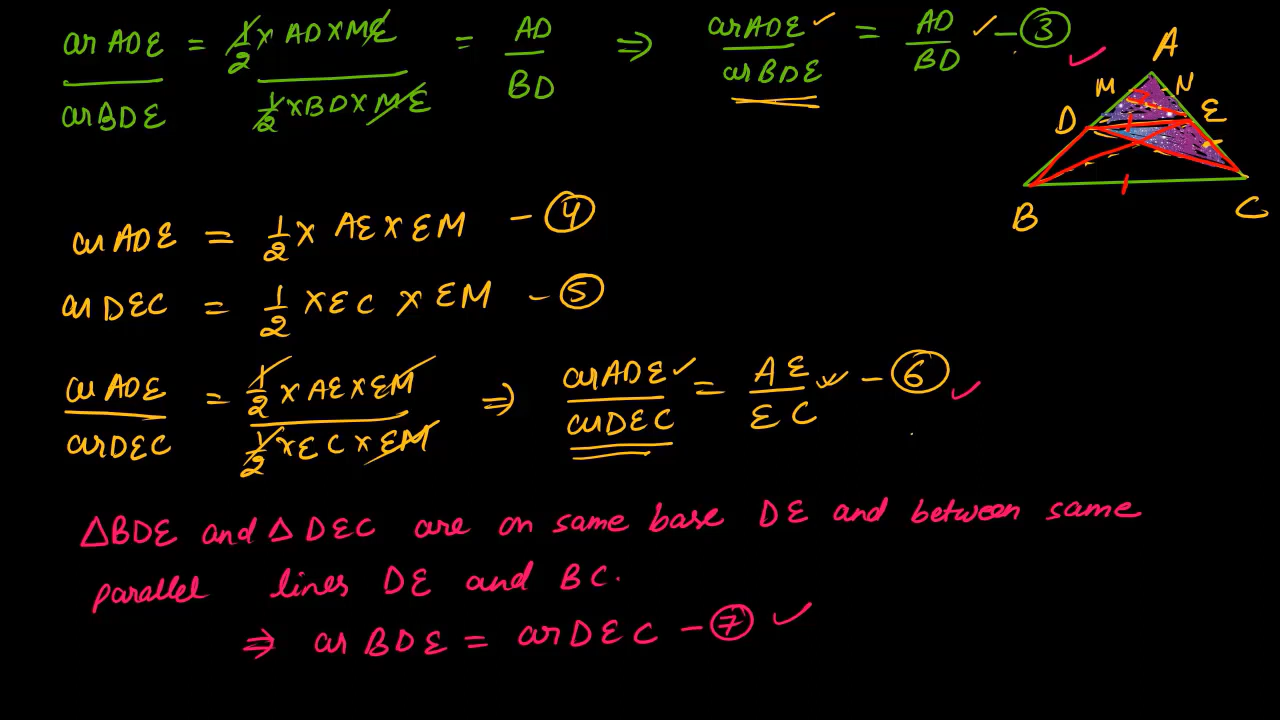 ar ADE / ar BDE = 1/2 × AD × ME / 1/2 × BD × ME = AD / BD ⇒ ar ADE / ar BDE = AD / BD - ③
A
M N
D E
B C
ar ADE = 1/2 × AE × EM - ④
ar DEC = 1/2 × EC × EM - ⑤
ar ADE / ar DEC = 1/2 × AE × EM / 1/2 × EC × EM ⇒ ar ADE / ar DEC = AE / EC - ⑥
△BDE and △DEC are on same base DE and between same
parallel lines DE and BC.
⇒ ar BDE = ar DEC - ⑦